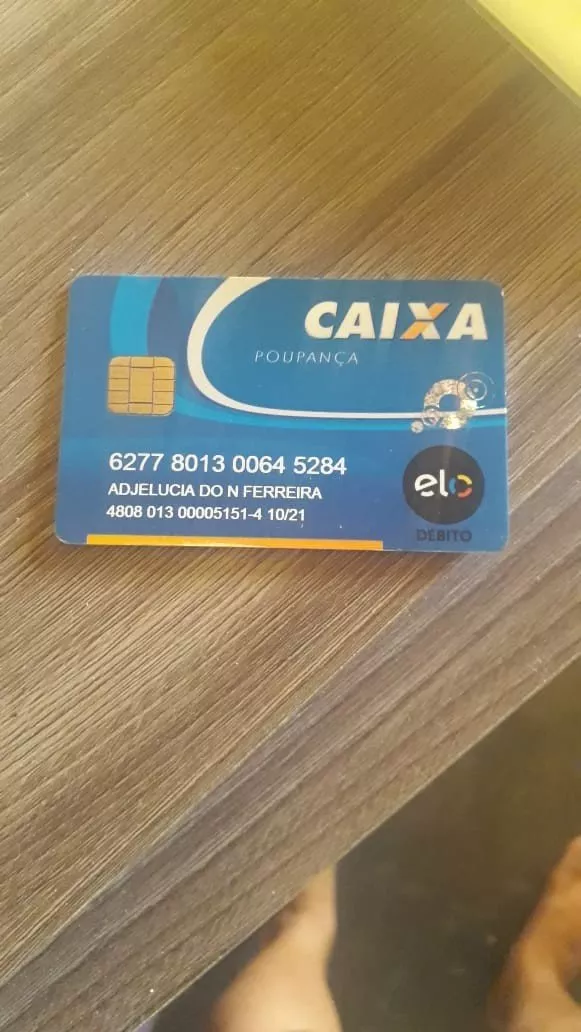 CAIXA
POUPANÇA
6277 8013 0064 5284
ADJELUCIA DO N FERREIRA
4808 013 00005151-4 10/21
elo
DÉBITO